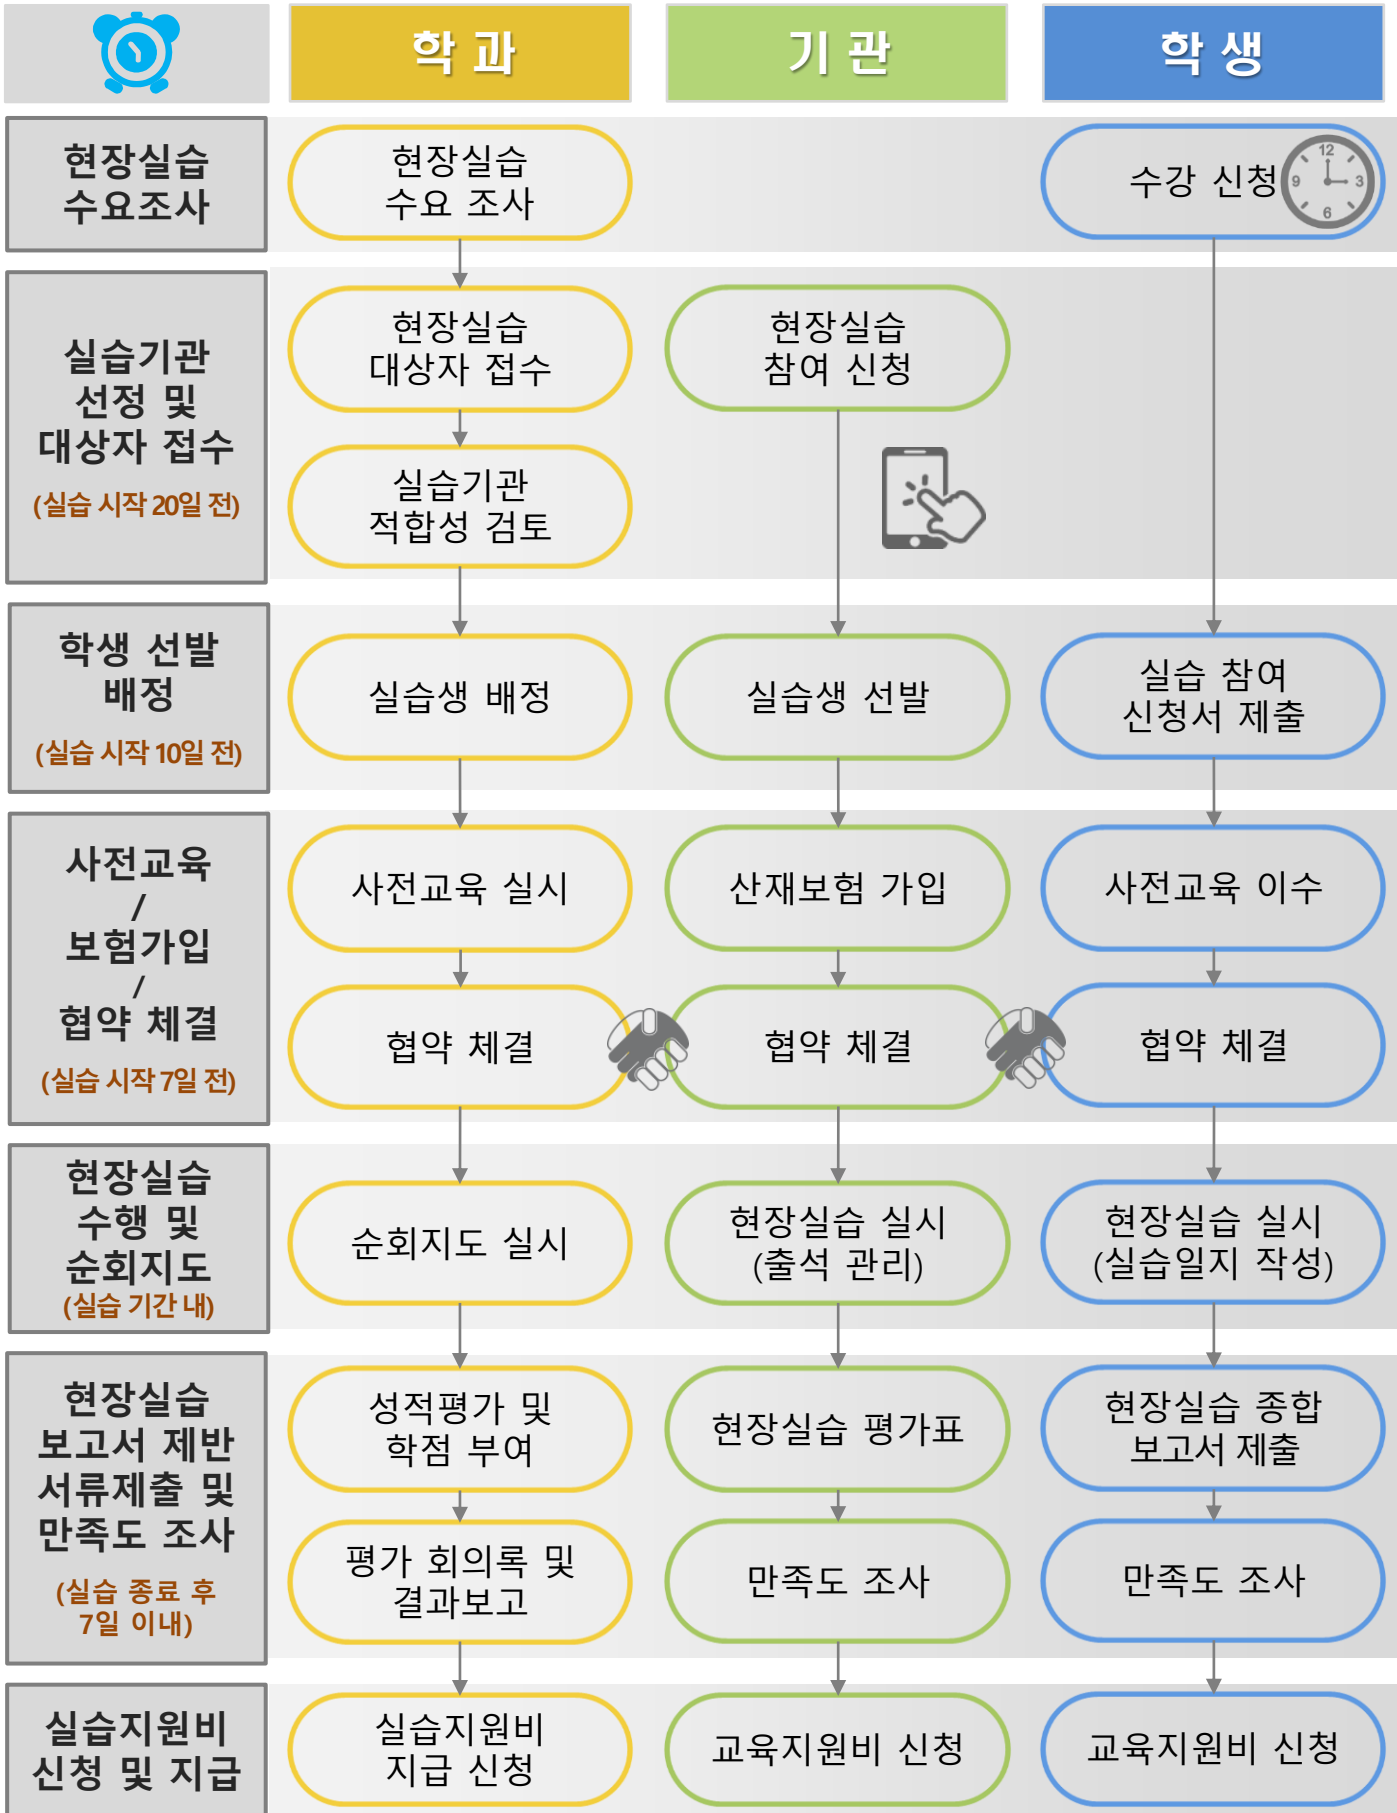 학 과
기 관
학 생
현장실습
수요조사
현장실습
수요 조사
수강 신청
12
9
3
6
실습기관
선정 및
대상자 접수
(실습 시작 20일 전)
현장실습
대상자 접수
현장실습
참여 신청
실습기관
적합성 검토
학생 선발
배정
(실습 시작 10일 전)
실습생 배정
실습생 선발
실습 참여
신청서 제출
사전교육
/
보험가입
/
협약 체결
(실습 시작 7일 전)
사전교육 실시
산재보험 가입
사전교육 이수
협약 체결
협약 체결
협약 체결
현장실습
수행 및
순회지도
(실습 기간 내)
순회지도 실시
현장실습 실시
(출석 관리)
현장실습 실시
(실습일지 작성)
현장실습
보고서 제반
서류제출 및
만족도 조사
(실습 종료 후
7일 이내)
성적평가 및
학점 부여
현장실습 평가표
현장실습 종합
보고서 제출
평가 회의록 및
결과보고
만족도 조사
만족도 조사
실습지원비
신청 및 지급
실습지원비
지급 신청
교육지원비 신청
교육지원비 신청